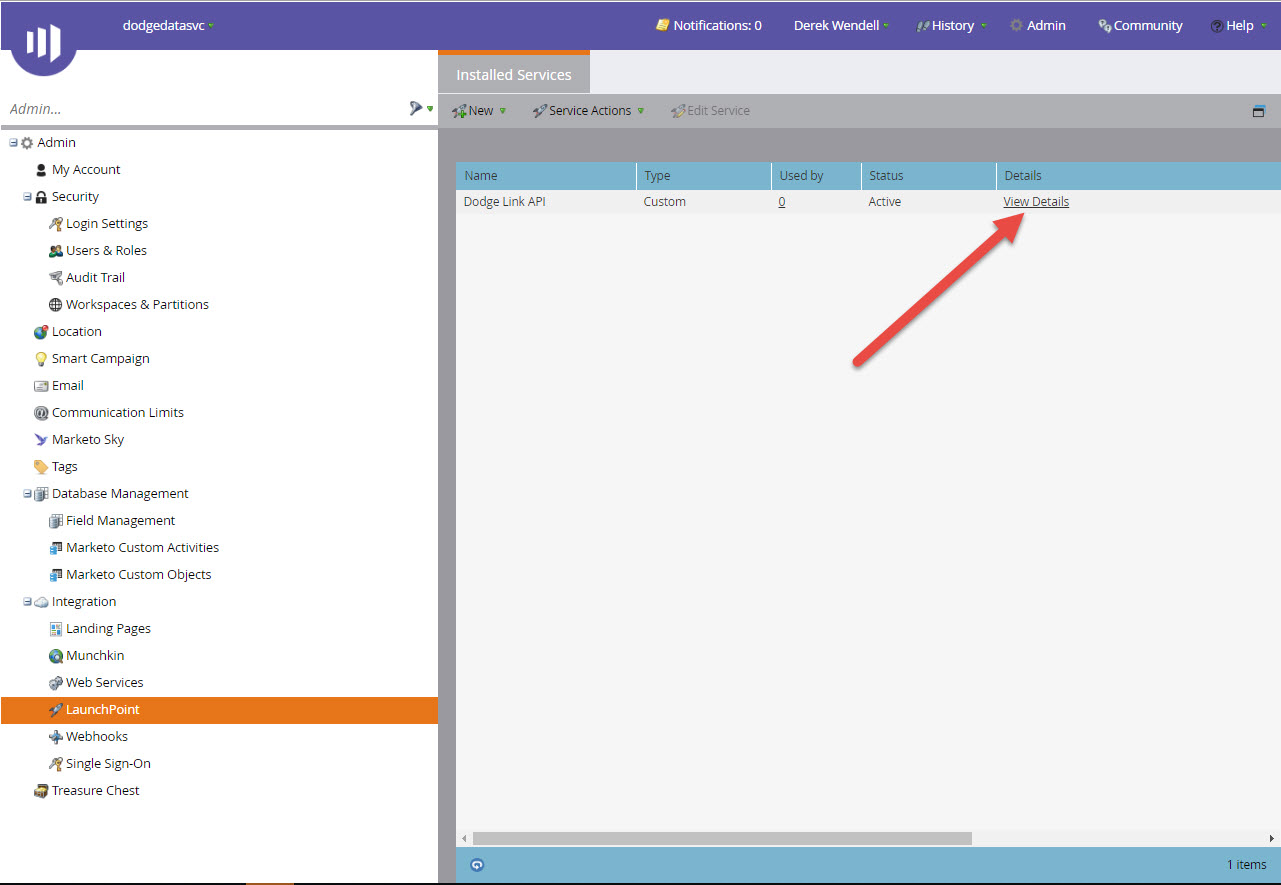 dodgedatasvc
Notifications: 0
Derek Wendell
History
Admin
Community
Help
Admin...
Admin
My Account
Security
Login Settings
Users & Roles
Audit Trail
Workspaces & Partitions
Location
Smart Campaign
Email
Communication Limits
Marketo Sky
Tags
Database Management
Field Management
Marketo Custom Activities
Marketo Custom Objects
Integration
Landing Pages
Munchkin
Web Services
LaunchPoint
Webhooks
Single Sign-On
Treasure Chest
Installed Services
New
Service Actions
Edit Service
Name Type Used by Status Details
Dodge Link API Custom 0 Active View Details
1 items